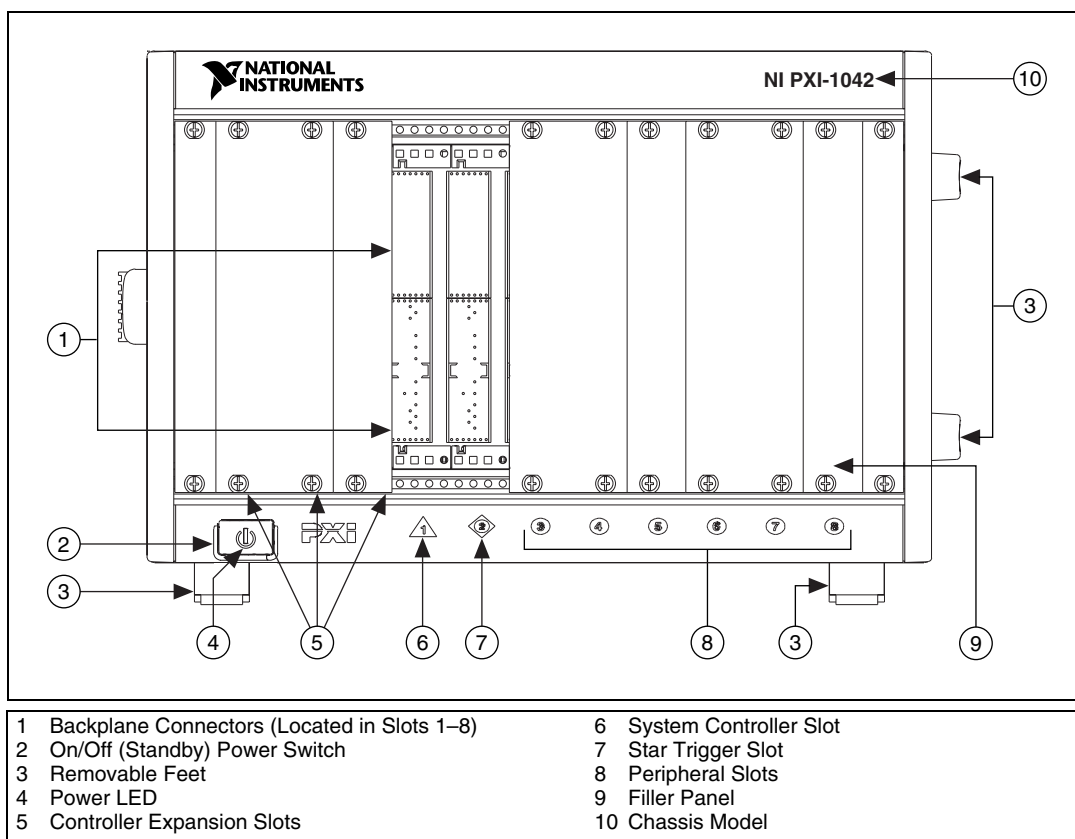 NATIONAL
INSTRUMENTS
NI PXI-1042
10
1
3
9
2
PXI
1
2
3
4
5
6
7
8
3
4
5
6
7
8
3
1 Backplane Connectors (Located in Slots 1–8)
2 On/Off (Standby) Power Switch
3 Removable Feet
4 Power LED
5 Controller Expansion Slots
6 System Controller Slot
7 Star Trigger Slot
8 Peripheral Slots
9 Filler Panel
10 Chassis Model